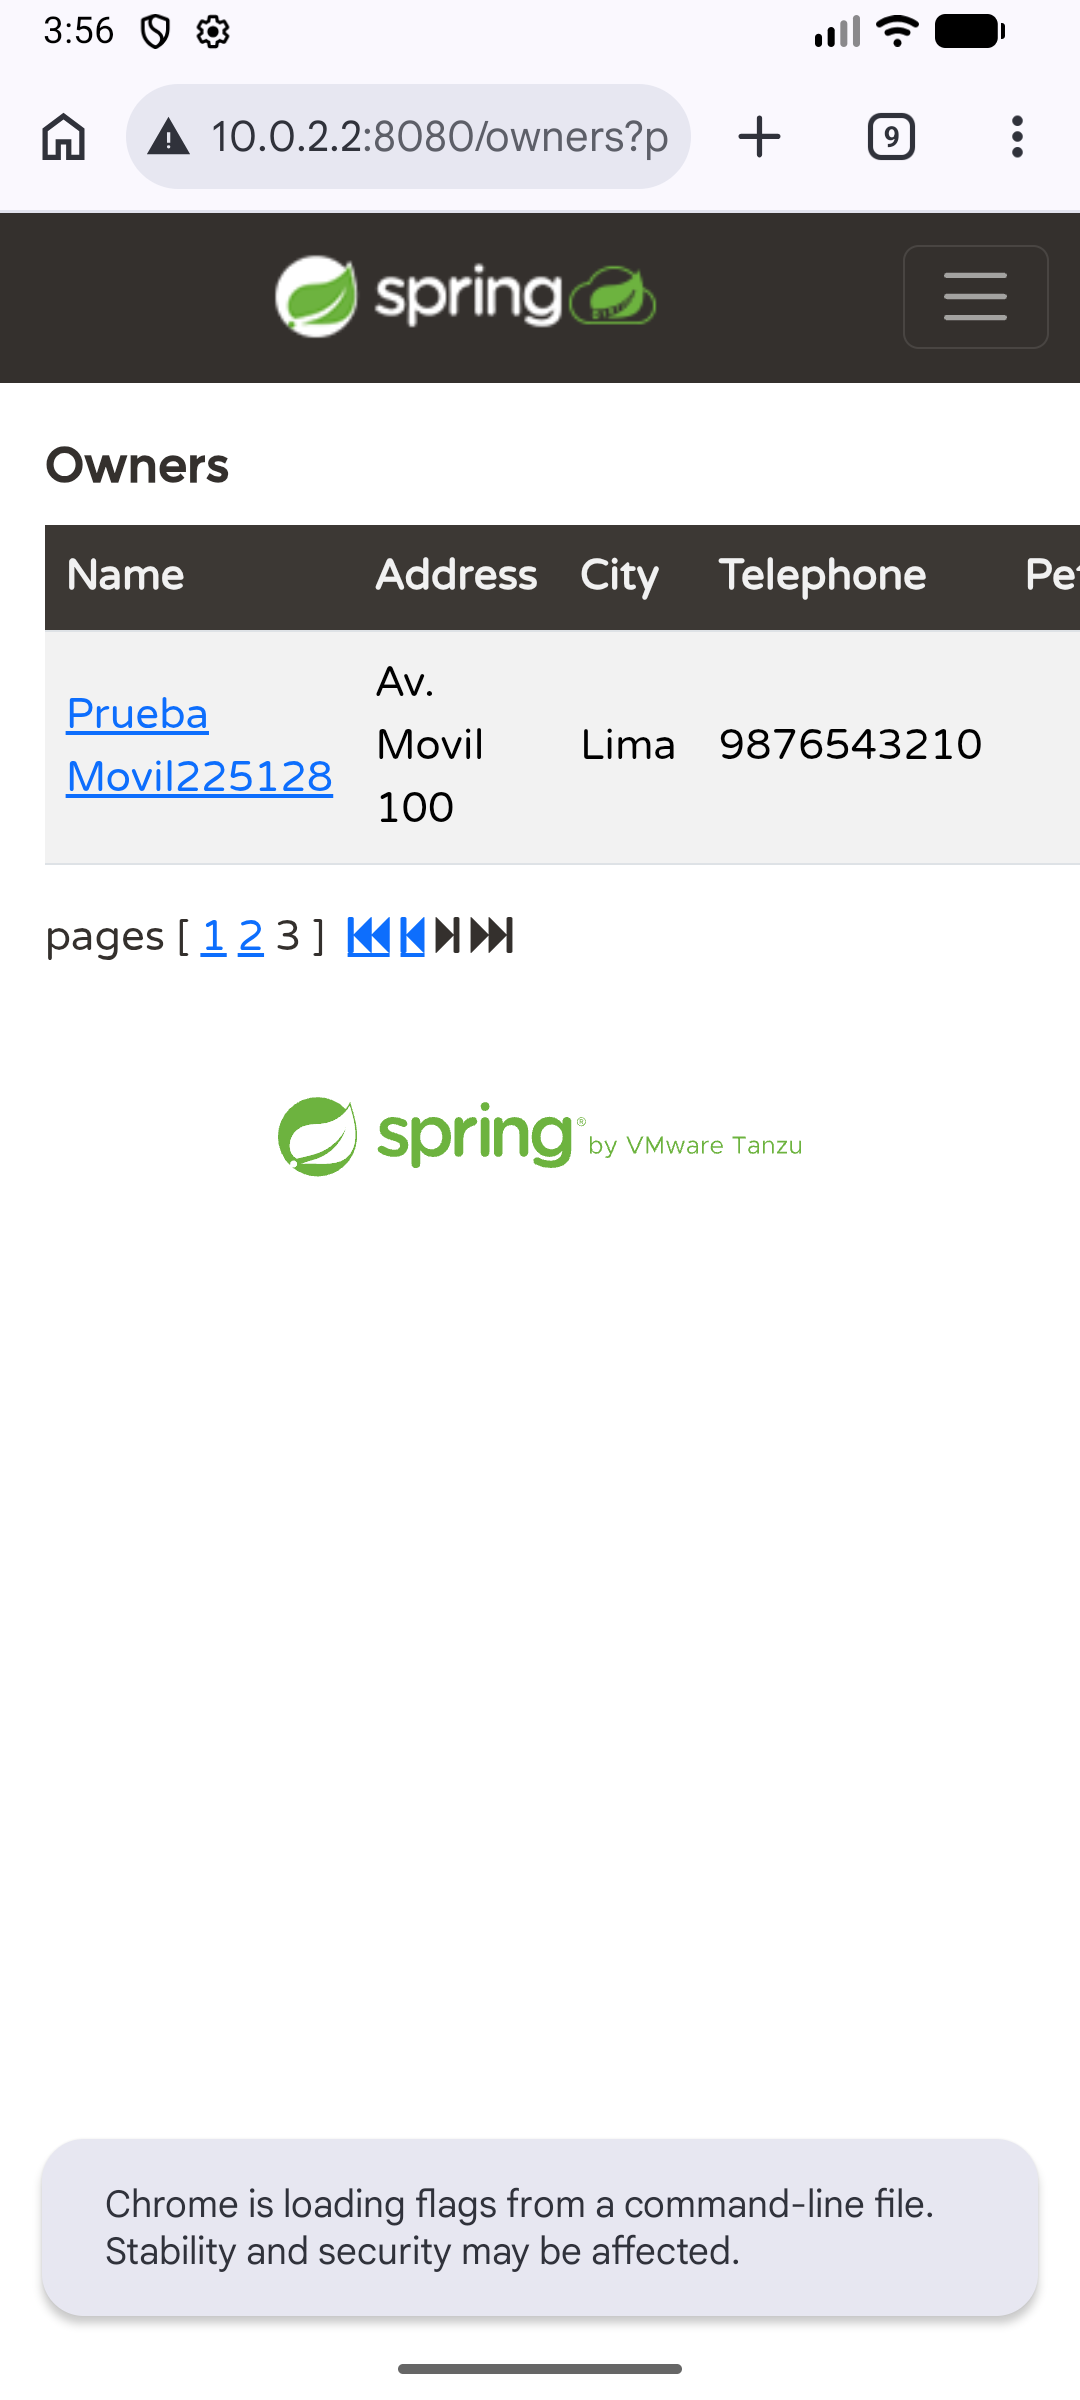 3:56
10.0.2.2:8080/owners?p
9
spring
Owners
Name Address City Telephone Pet
Prueba Movil225128 Av. Movil 100 Lima 9876543210
pages [ 1 2 3 ]
spring® by VMware Tanzu
Chrome is loading flags from a command-line file.
Stability and security may be affected.